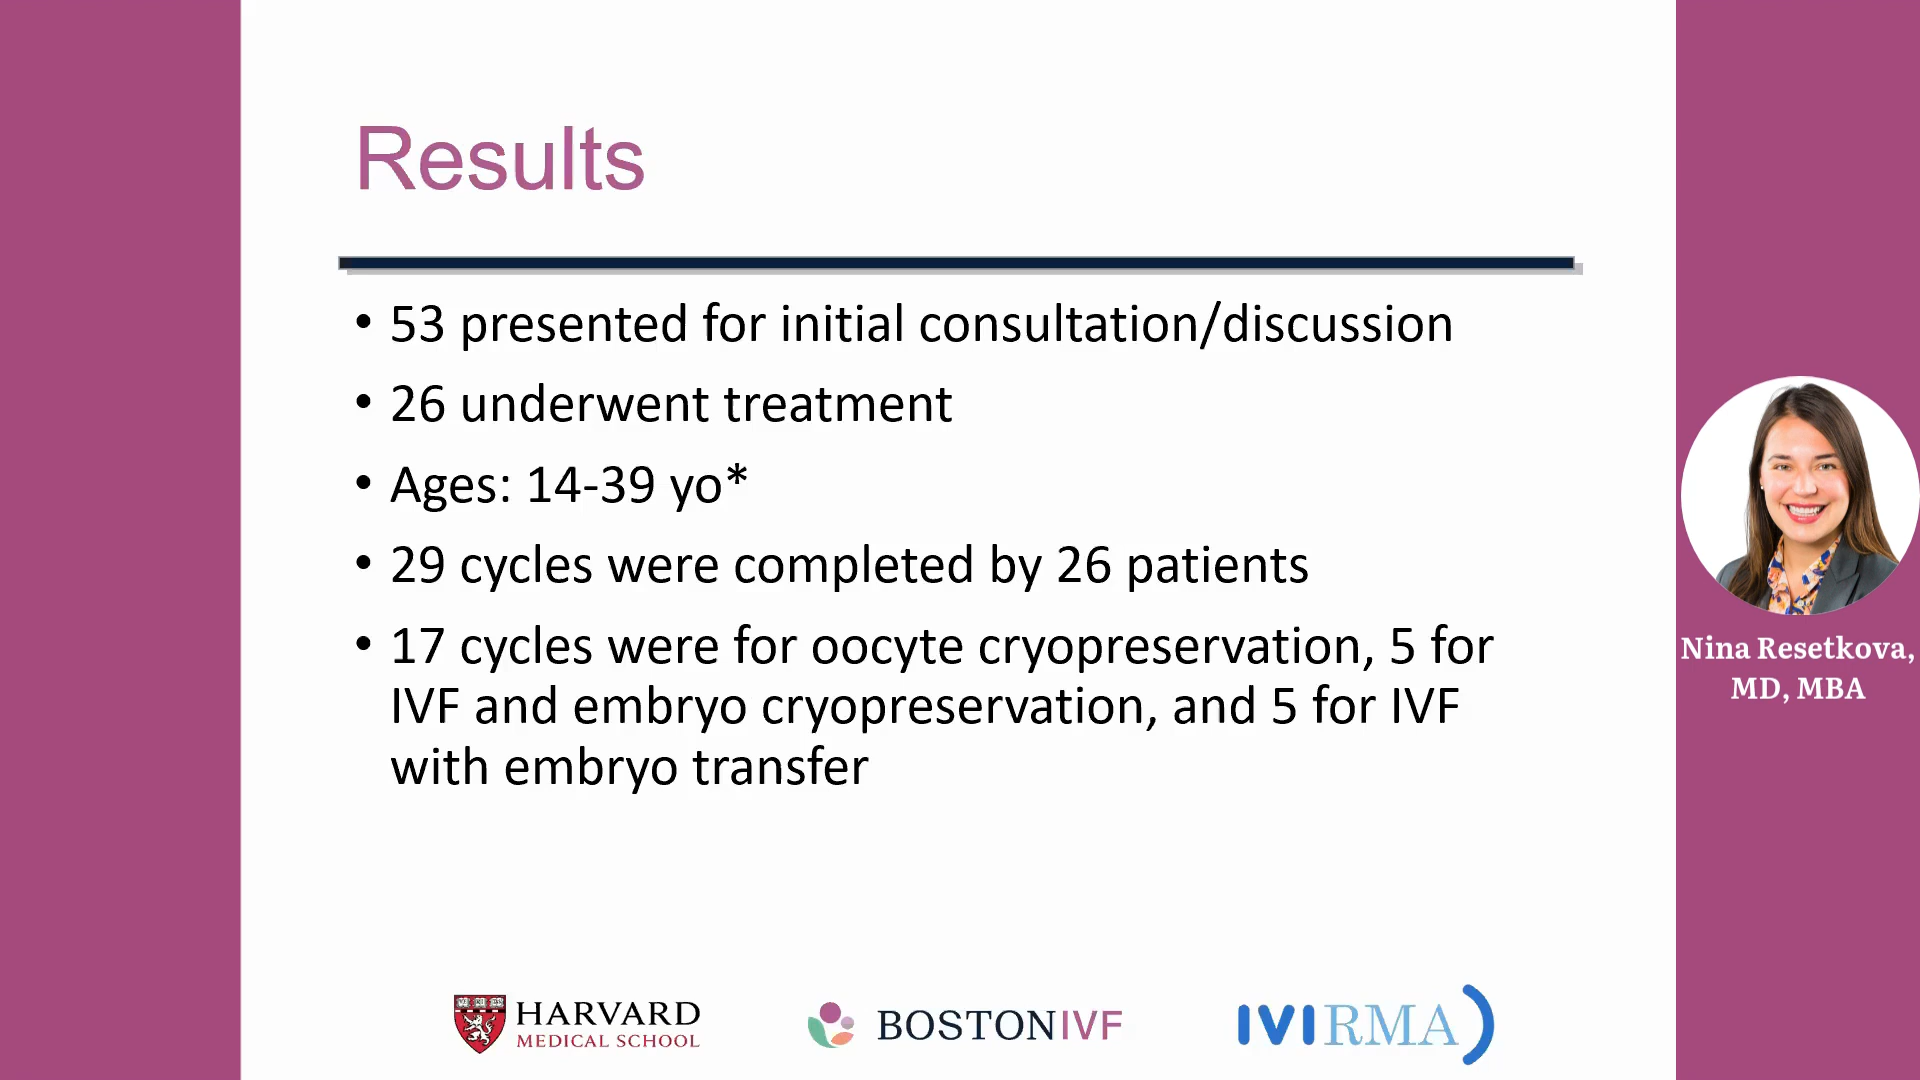 Results
• 53 presented for initial consultation/discussion
• 26 underwent treatment
• Ages: 14-39 yo*
• 29 cycles were completed by 26 patients
• 17 cycles were for oocyte cryopreservation, 5 for
IVF and embryo cryopreservation, and 5 for IVF
with embryo transfer
Nina Resetkova,
MD, MBA
HARVARD
MEDICAL SCHOOL
BOSTONIVF
IVIRMA